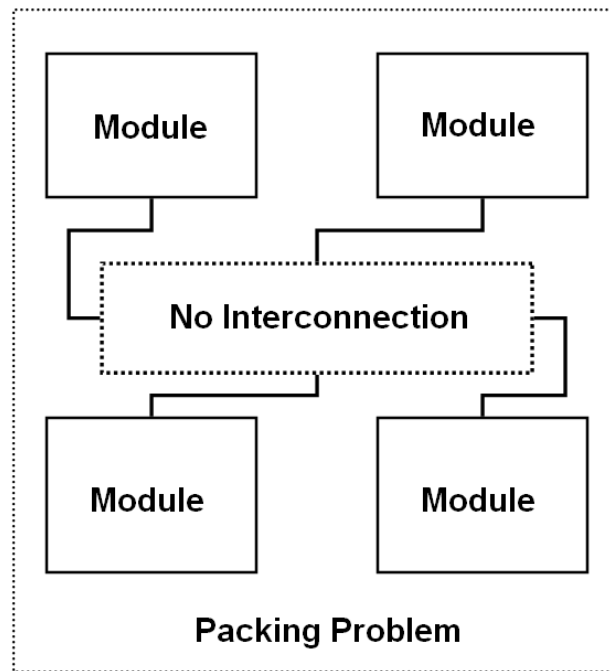 Module
Module
No Interconnection
Module
Module
Packing Problem